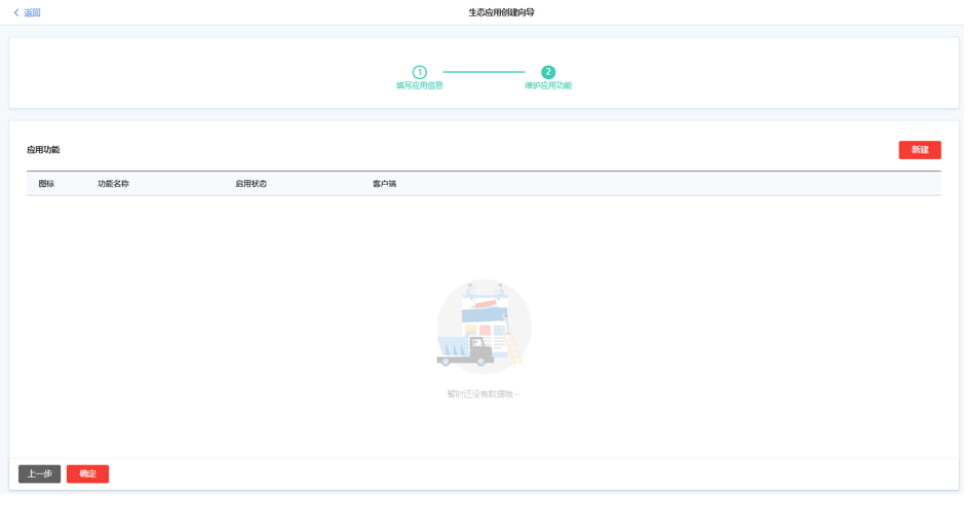 < 返回
生态应用创建向导
1
2
填写应用信息
维护应用功能
应用功能
新建
图标 功能名称 启用状态 客户端
暂时还没有数据哦~
上一步
确定